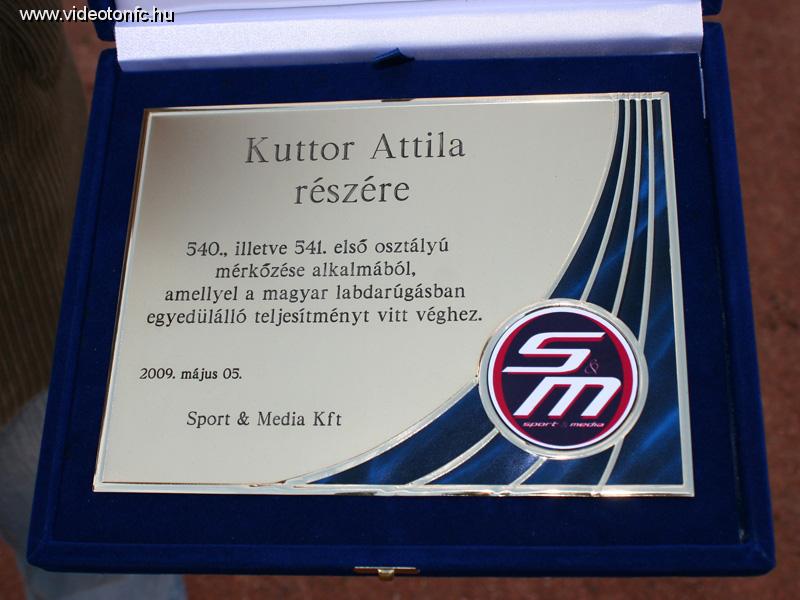 www.videotonfc.hu
Kuttor Attila
részére
540., illetve 541. első osztályú
mérkőzése alkalmából,
amellyel a magyar labdarúgásban
egyedülálló teljesítményt vitt véghez.
2009. május 05.
Sport & Media Kft
S
&
M
sport & media